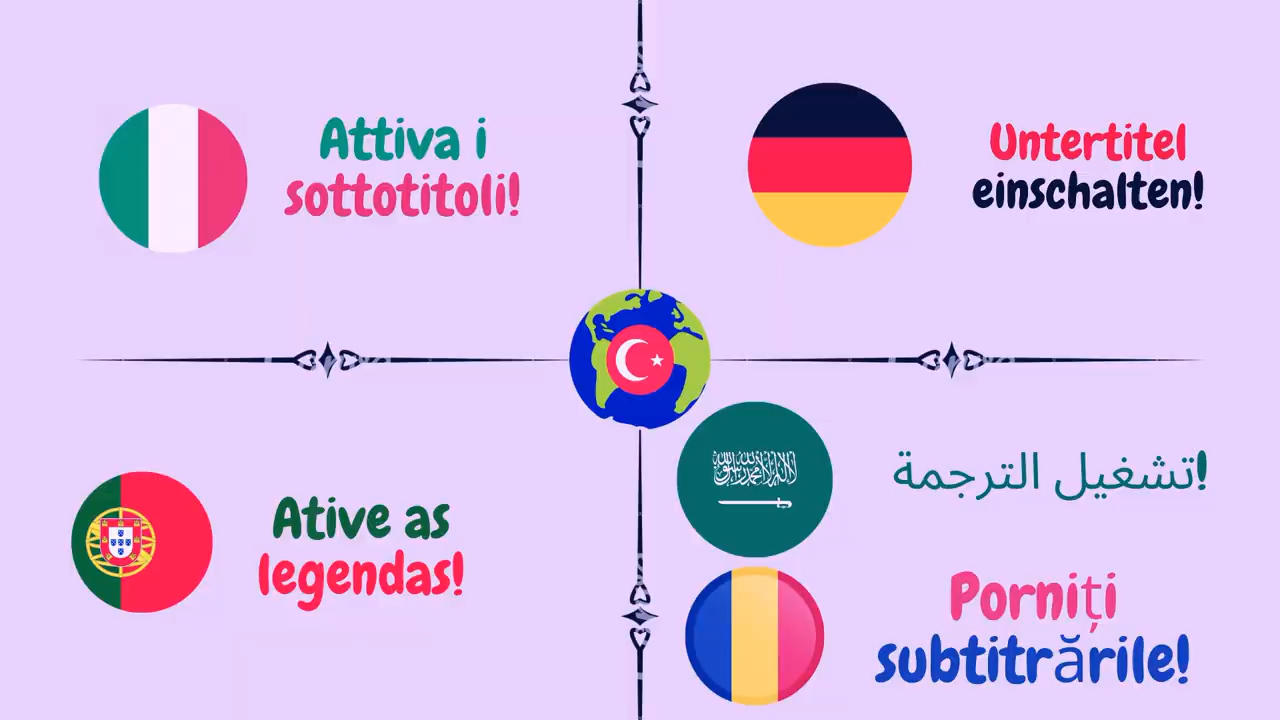 Attiva i
sottotitoli!
Untertitel
einschalten!
Ative as
legendas!
تشغيل الترجمة!
Porniți
subtitrările!